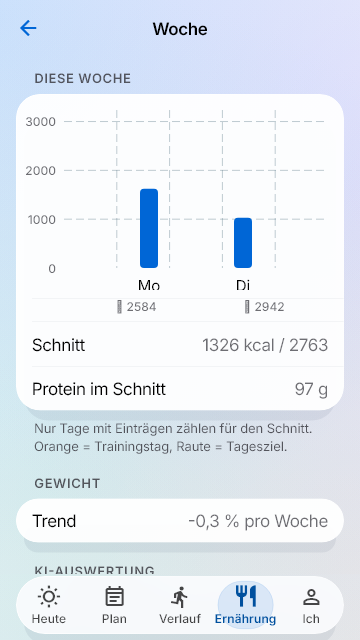 Woche
DIESE WOCHE
3000
2000
1000
0
Mo Di
2584 2942
Schnitt 1326 kcal / 2763
Protein im Schnitt 97 g
Nur Tage mit Einträgen zählen für den Schnitt.
Orange = Trainingstag, Raute = Tagesziel.
GEWICHT
Trend -0,3 % pro Woche
KI-AUSWERTUNG
Heute Plan Verlauf Ernährung Ich